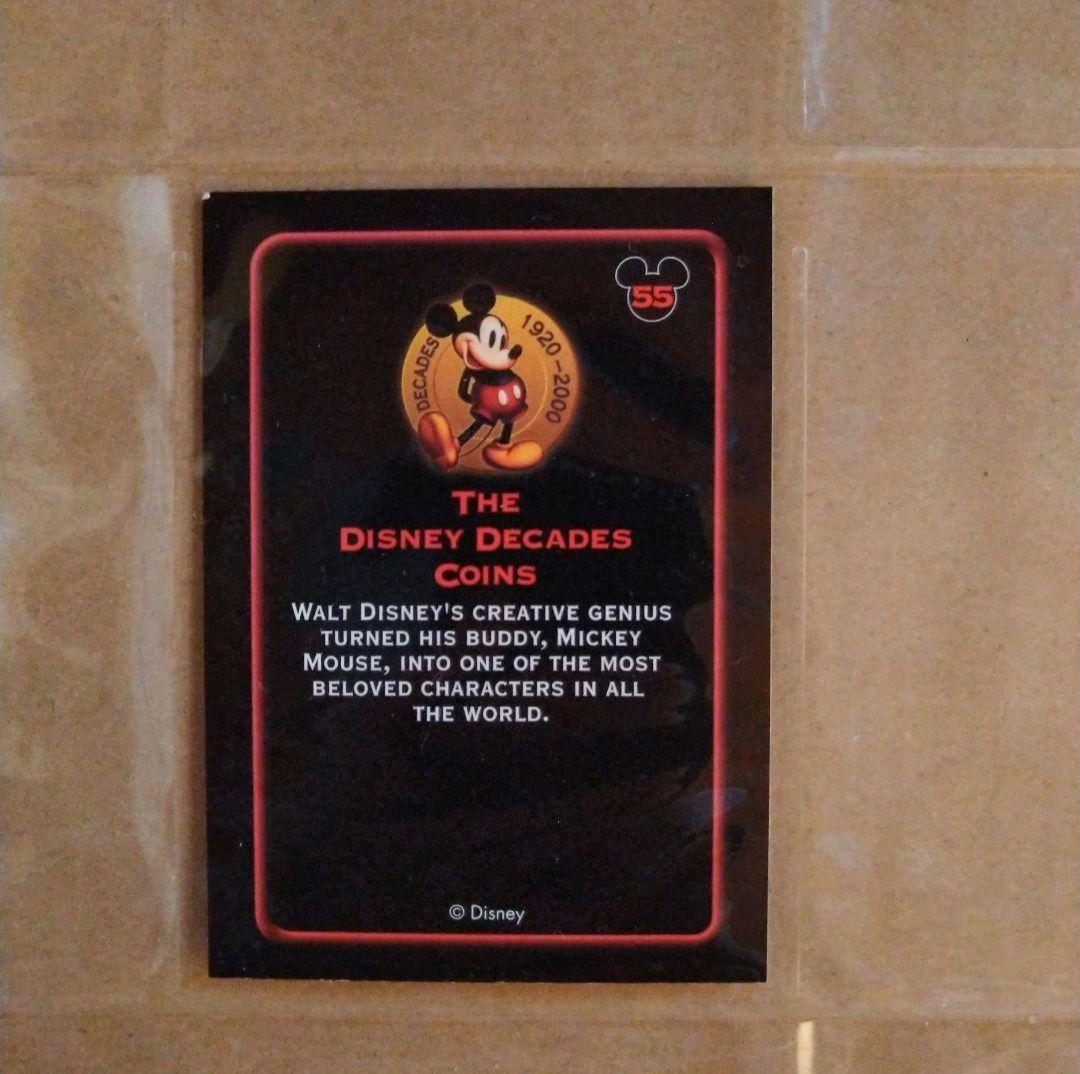 55
DECADES 1920-2000
THE
DISNEY DECADES
COINS
WALT DISNEY'S CREATIVE GENIUS
TURNED HIS BUDDY, MICKEY
MOUSE, INTO ONE OF THE MOST
BELOVED CHARACTERS IN ALL
THE WORLD.
© Disney